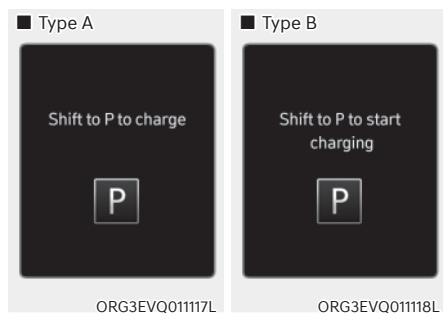 ■ Type A
Shift to P to charge
P
ORG3EVQ011117L
■ Type B
Shift to P to start
charging
P
ORG3EVQ011118L